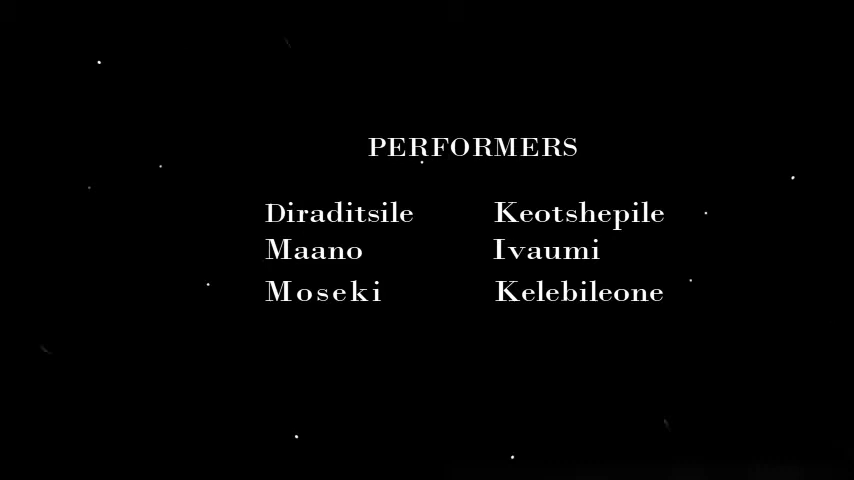 PERFORMERS
Diraditsile Keotshepile
Maano Ivaumi
Moseki Kelebileone